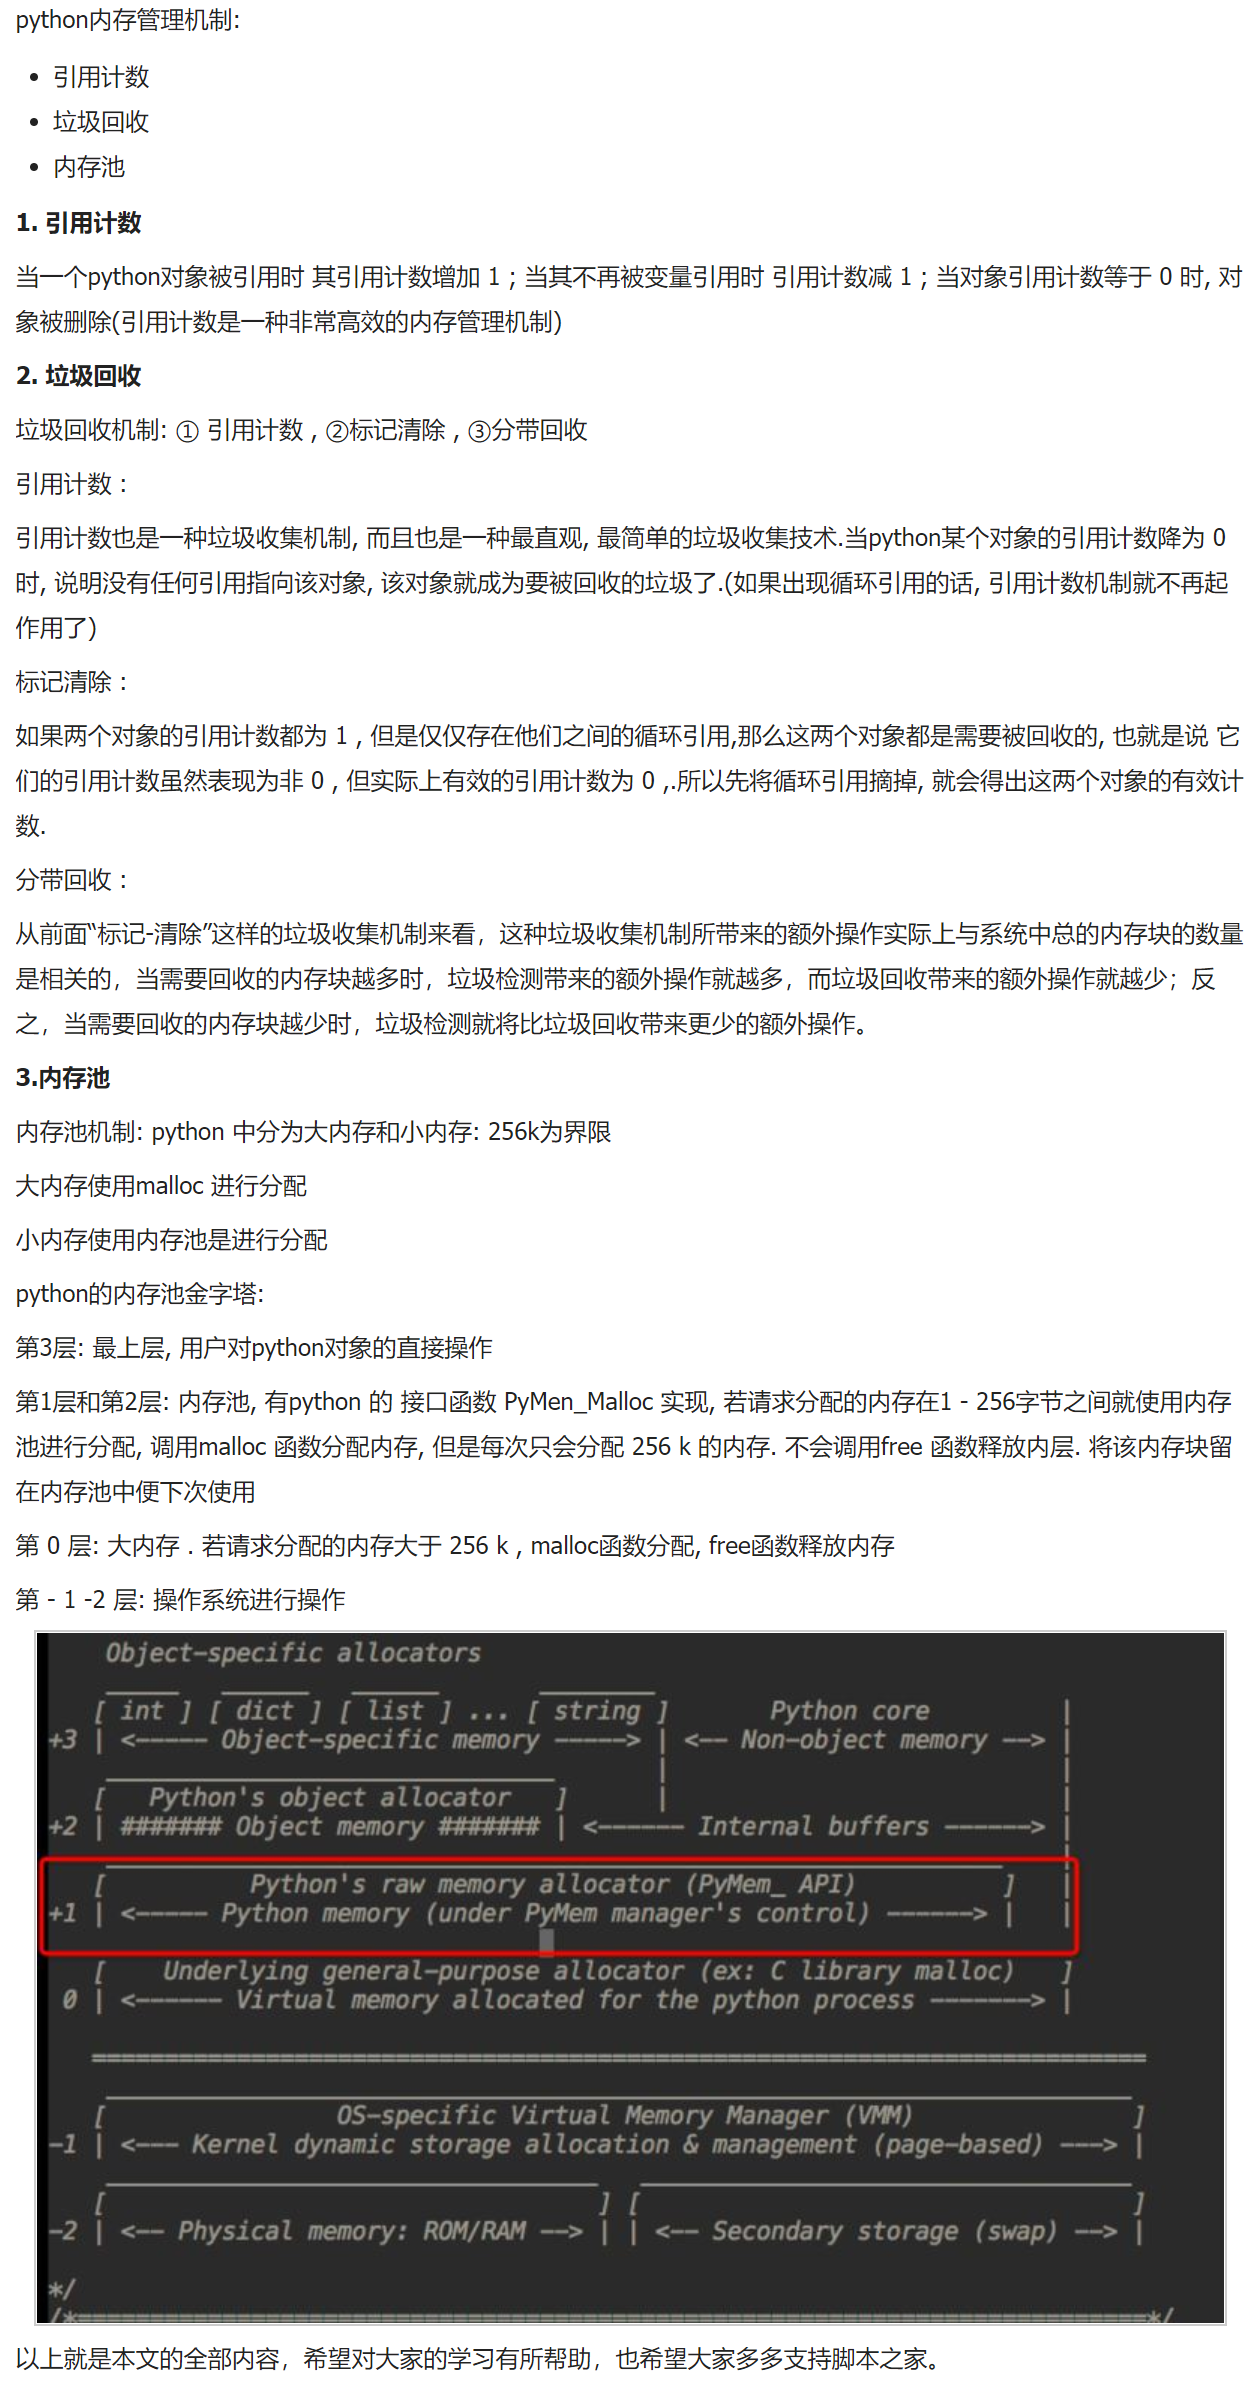 python内存管理机制:
• 引用计数
• 垃圾回收
• 内存池
1. 引用计数
当一个python对象被引用时 其引用计数增加 1 ; 当其不再被变量引用时 引用计数减 1 ; 当对象引用计数等于 0 时, 对
象被删除(引用计数是一种非常高效的内存管理机制)
2. 垃圾回收
垃圾回收机制: ① 引用计数 , ②标记清除 , ③分带回收
引用计数 :
引用计数也是一种垃圾收集机制, 而且也是一种最直观, 最简单的垃圾收集技术.当python某个对象的引用计数降为 0
时, 说明没有任何引用指向该对象, 该对象就成为要被回收的垃圾了.(如果出现循环引用的话, 引用计数机制就不再起
作用了)
标记清除 :
如果两个对象的引用计数都为 1 , 但是仅仅存在他们之间的循环引用,那么这两个对象都是需要被回收的, 也就是说 它
们的引用计数虽然表现为非 0 , 但实际上有效的引用计数为 0 ,.所以先将循环引用摘掉, 就会得出这两个对象的有效计
数.
分带回收 :
从前面“标记-清除”这样的垃圾收集机制来看，这种垃圾收集机制所带来的额外操作实际上与系统中总的内存块的数量
是相关的，当需要回收的内存块越多时，垃圾检测带来的额外操作就越多，而垃圾回收带来的额外操作就越少；反
之，当需要回收的内存块越少时，垃圾检测就将比垃圾回收带来更少的额外操作。
3.内存池
内存池机制: python 中分为大内存和小内存: 256k为界限
大内存使用malloc 进行分配
小内存使用内存池是进行分配
python的内存池金字塔:
第3层: 最上层, 用户对python对象的直接操作
第1层和第2层: 内存池, 有python 的 接口函数 PyMen_Malloc 实现, 若请求分配的内存在1 - 256字节之间就使用内存
池进行分配, 调用malloc 函数分配内存, 但是每次只会分配 256 k 的内存. 不会调用free 函数释放内层. 将该内存块留
在内存池中便下次使用
第 0 层: 大内存 . 若请求分配的内存大于 256 k , malloc函数分配, free函数释放内存
第 - 1 -2 层: 操作系统进行操作
Object-specific allocators
[ int ] [ dict ] [ list ] ... [ string ] Python core |
+3 | <----- Object-specific memory -----> | <-- Non-object memory --> |
[ Python's object allocator ] | |
+2 | ####### Object memory ####### | <------ Internal buffers ------> |
[ Python's raw memory allocator (PyMem_ API) ] |
+1 | <----- Python memory (under PyMem manager's control) ------> | |
[ Underlying general-purpose allocator (ex: C library malloc) ]
0 | <------ Virtual memory allocated for the python process -------> |
=========================================================================
[ OS-specific Virtual Memory Manager (VMM) ]
-1 | <--- Kernel dynamic storage allocation & management (page-based) ---> |
[ ] [ ]
-2 | <-- Physical memory: ROM/RAM --> | | <-- Secondary storage (swap) --> |
*/
/*==========================================================================*/
以上就是本文的全部内容，希望对大家的学习有所帮助，也希望大家多多支持脚本之家。